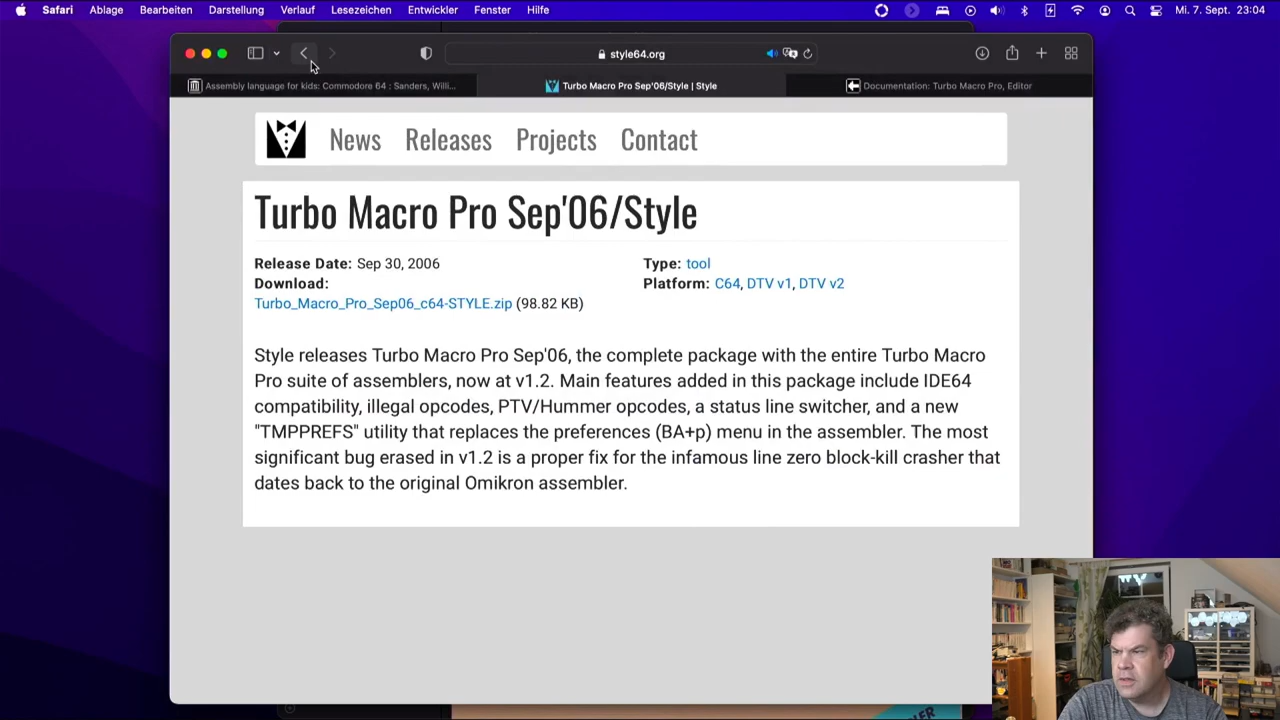 Safari Ablage Bearbeiten Darstellung Verlauf Lesezeichen Entwickler Fenster Hilfe Mi. 7. Sept. 23:04
style64.org
Assembly language for kids: Commodore 64 : Sanders, Willi... Turbo Macro Pro Sep'06/Style | Style Documentation: Turbo Macro Pro, Editor
News Releases Projects Contact
Turbo Macro Pro Sep'06/Style
Release Date: Sep 30, 2006 Type: tool
Download: Platform: C64, DTV v1, DTV v2
Turbo_Macro_Pro_Sep06_c64-STYLE.zip (98.82 KB)
Style releases Turbo Macro Pro Sep'06, the complete package with the entire Turbo Macro
Pro suite of assemblers, now at v1.2. Main features added in this package include IDE64
compatibility, illegal opcodes, PTV/Hummer opcodes, a status line switcher, and a new
"TMPPREFS" utility that replaces the preferences (BA+p) menu in the assembler. The most
significant bug erased in v1.2 is a proper fix for the infamous line zero block-kill crasher that
dates back to the original Omikron assembler.